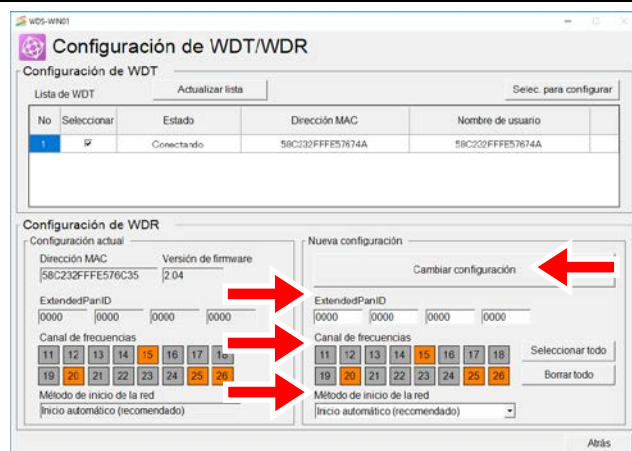 WDS-WIN01
Configuración de WDT/WDR
Configuración de WDT
Lista de WDT
Actualizar lista
Selec. para configurar
No Seleccionar Estado Dirección MAC Nombre de usuario
1 Conectando 58C232FFFE57674A 58C232FFFE57674A
Configuración de WDR
Configuración actual
Dirección MAC Versión de firmware
58C232FFFE576C35 2.04
ExtendedPanID
0000 0000 0000 0000
Canal de frecuencias
11 12 13 14 15 16 17 18
19 20 21 22 23 24 25 26
Método de inicio de la red
Inicio automático (recomendado)
Nueva configuración
Cambiar configuración
ExtendedPanID
0000 0000 0000 0000
Canal de frecuencias
11 12 13 14 15 16 17 18
19 20 21 22 23 24 25 26
Seleccionar todo
Borrar todo
Método de inicio de la red
Inicio automático (recomendado)
Atrás